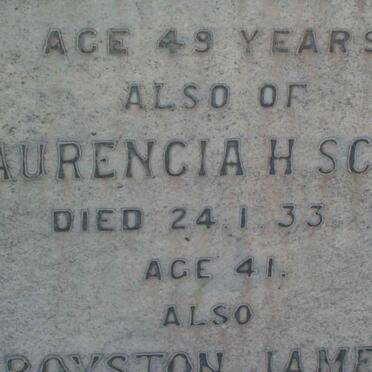 AGE 49 YEARS
ALSO OF
AURENCIA H SC
DIED 24.1.33
AGE 41.
ALSO
ROYSTON JAME